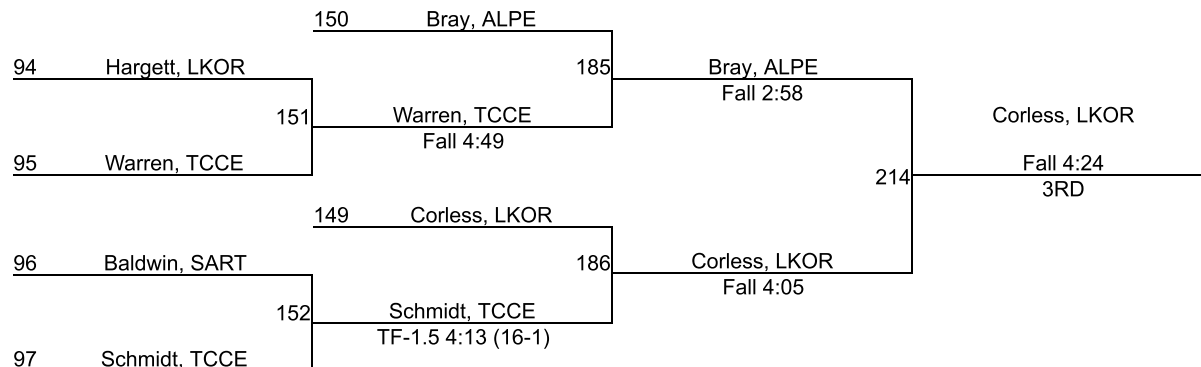 150 Bray, ALPE
94 Hargett, LKOR
185 Bray, ALPE
Fall 2:58
151 Warren, TCCE
Fall 4:49
Corless, LKOR
95 Warren, TCCE
Fall 4:24
214
3RD
149 Corless, LKOR
96 Baldwin, SART
186 Corless, LKOR
Fall 4:05
152 Schmidt, TCCE
TF-1.5 4:13 (16-1)
97 Schmidt, TCCE